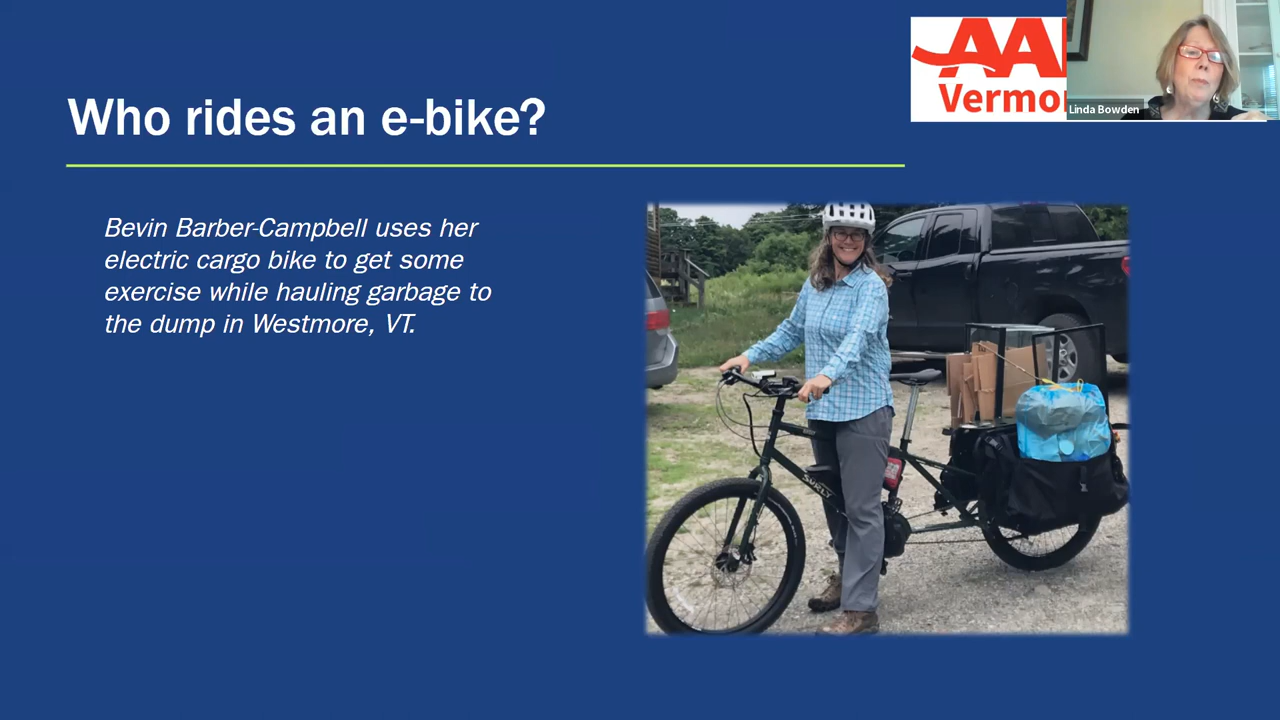 AA
Vermo
Linda Bowden
Who rides an e-bike?
Bevin Barber-Campbell uses her
electric cargo bike to get some
exercise while hauling garbage to
the dump in Westmore, VT.
SURLY